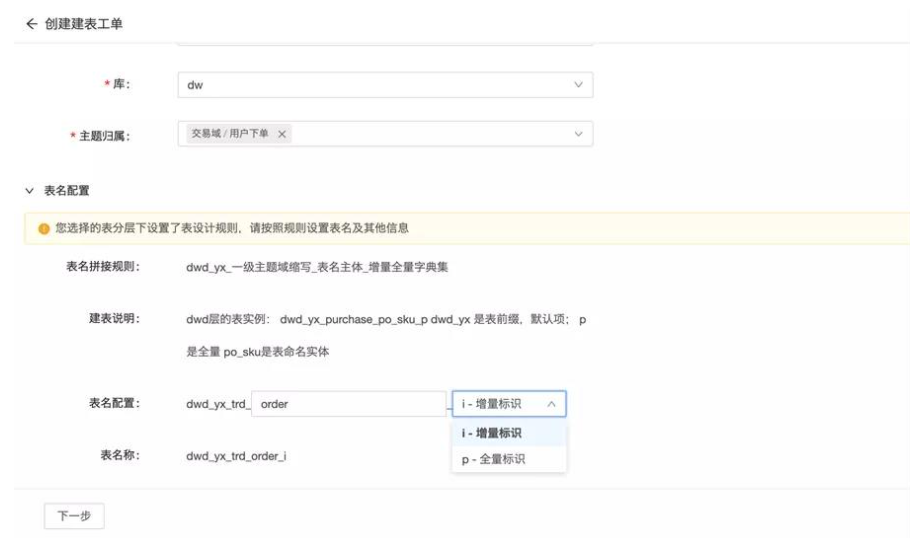 ← 创建建表工单
* 库： dw
* 主题归属： 交易域 / 用户下单 ×
表名配置
您选择的表分层下设置了表设计规则，请按照规则设置表名及其他信息
表名拼接规则： dwd_yx_一级主题域缩写_表名主体_增量全量字典集
建表说明： dwd层的表实例： dwd_yx_purchase_po_sku_p dwd_yx 是表前缀，默认项； p
是全量 po_sku是表命名实体
表名配置： dwd_yx_trd_ order _ i - 增量标识
i - 增量标识
p - 全量标识
表名称： dwd_yx_trd_order_i
下一步